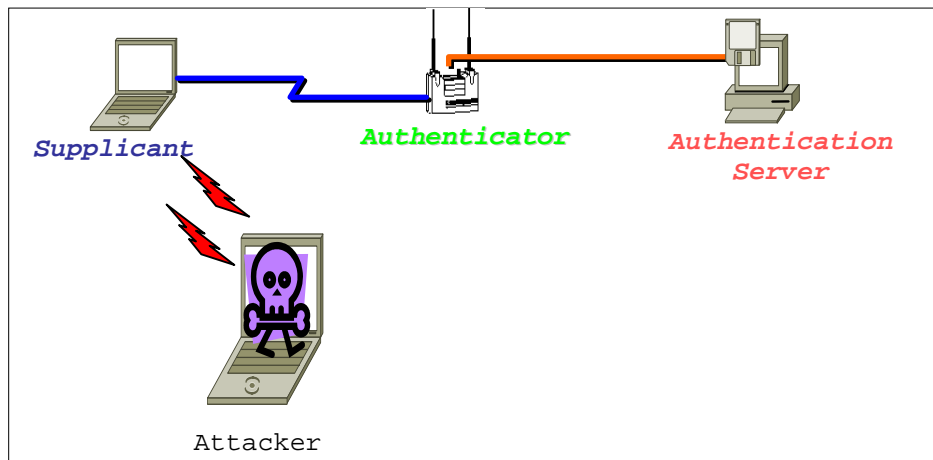 Supplicant
Authenticator
Authentication
Server
Attacker